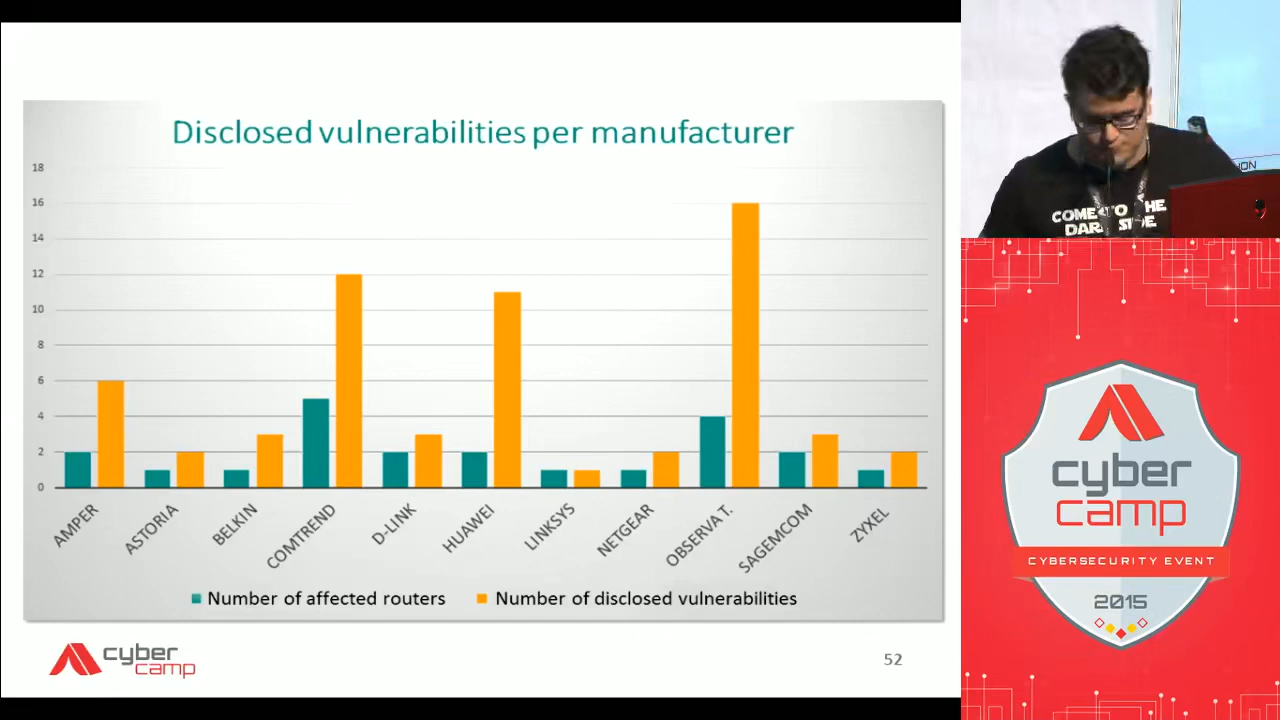 Disclosed vulnerabilities per manufacturer
18
16
14
12
10
8
6
4
2
0
AMPER
ASTORIA
BELKIN
COMTREND
D-LINK
HUAWEI
LINKSYS
NETGEAR
OBSERVA T.
SAGEMCOM
ZYXEL
Number of affected routers
Number of disclosed vulnerabilities
cyber
camp
52
COME TO THE
DARK SIDE
cyber
camp
CYBERSECURITY EVENT
2015